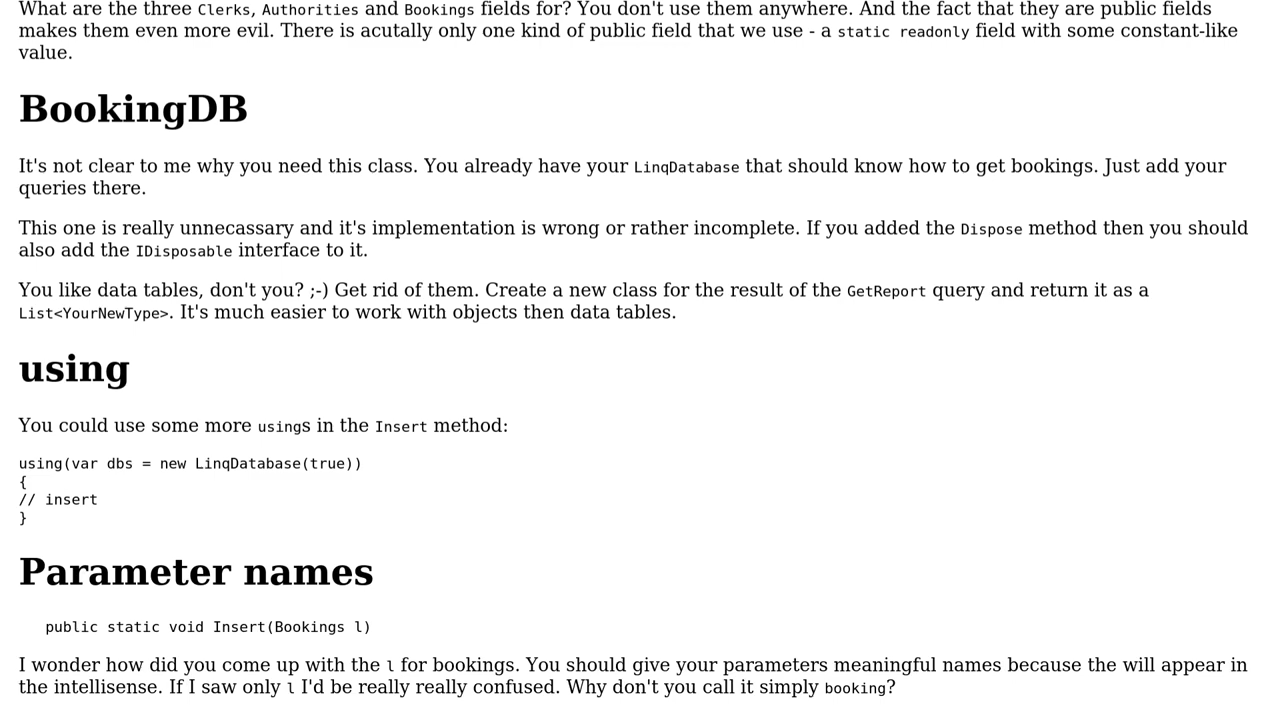 What are the three Clerks, Authorities and Bookings fields for? You don't use them anywhere. And the fact that they are public fields
makes them even more evil. There is acutally only one kind of public field that we use - a static readonly field with some constant-like
value.
BookingDB
It's not clear to me why you need this class. You already have your LinqDatabase that should know how to get bookings. Just add your
queries there.
This one is really unnecassary and it's implementation is wrong or rather incomplete. If you added the Dispose method then you should
also add the IDisposable interface to it.
You like data tables, don't you? ;-) Get rid of them. Create a new class for the result of the GetReport query and return it as a
List<YourNewType>. It's much easier to work with objects then data tables.
using
You could use some more usings in the Insert method:
using(var dbs = new LinqDatabase(true))
{
// insert
}
Parameter names
public static void Insert(Bookings l)
I wonder how did you come up with the l for bookings. You should give your parameters meaningful names because the will appear in
the intellisense. If I saw only l I'd be really really confused. Why don't you call it simply booking?